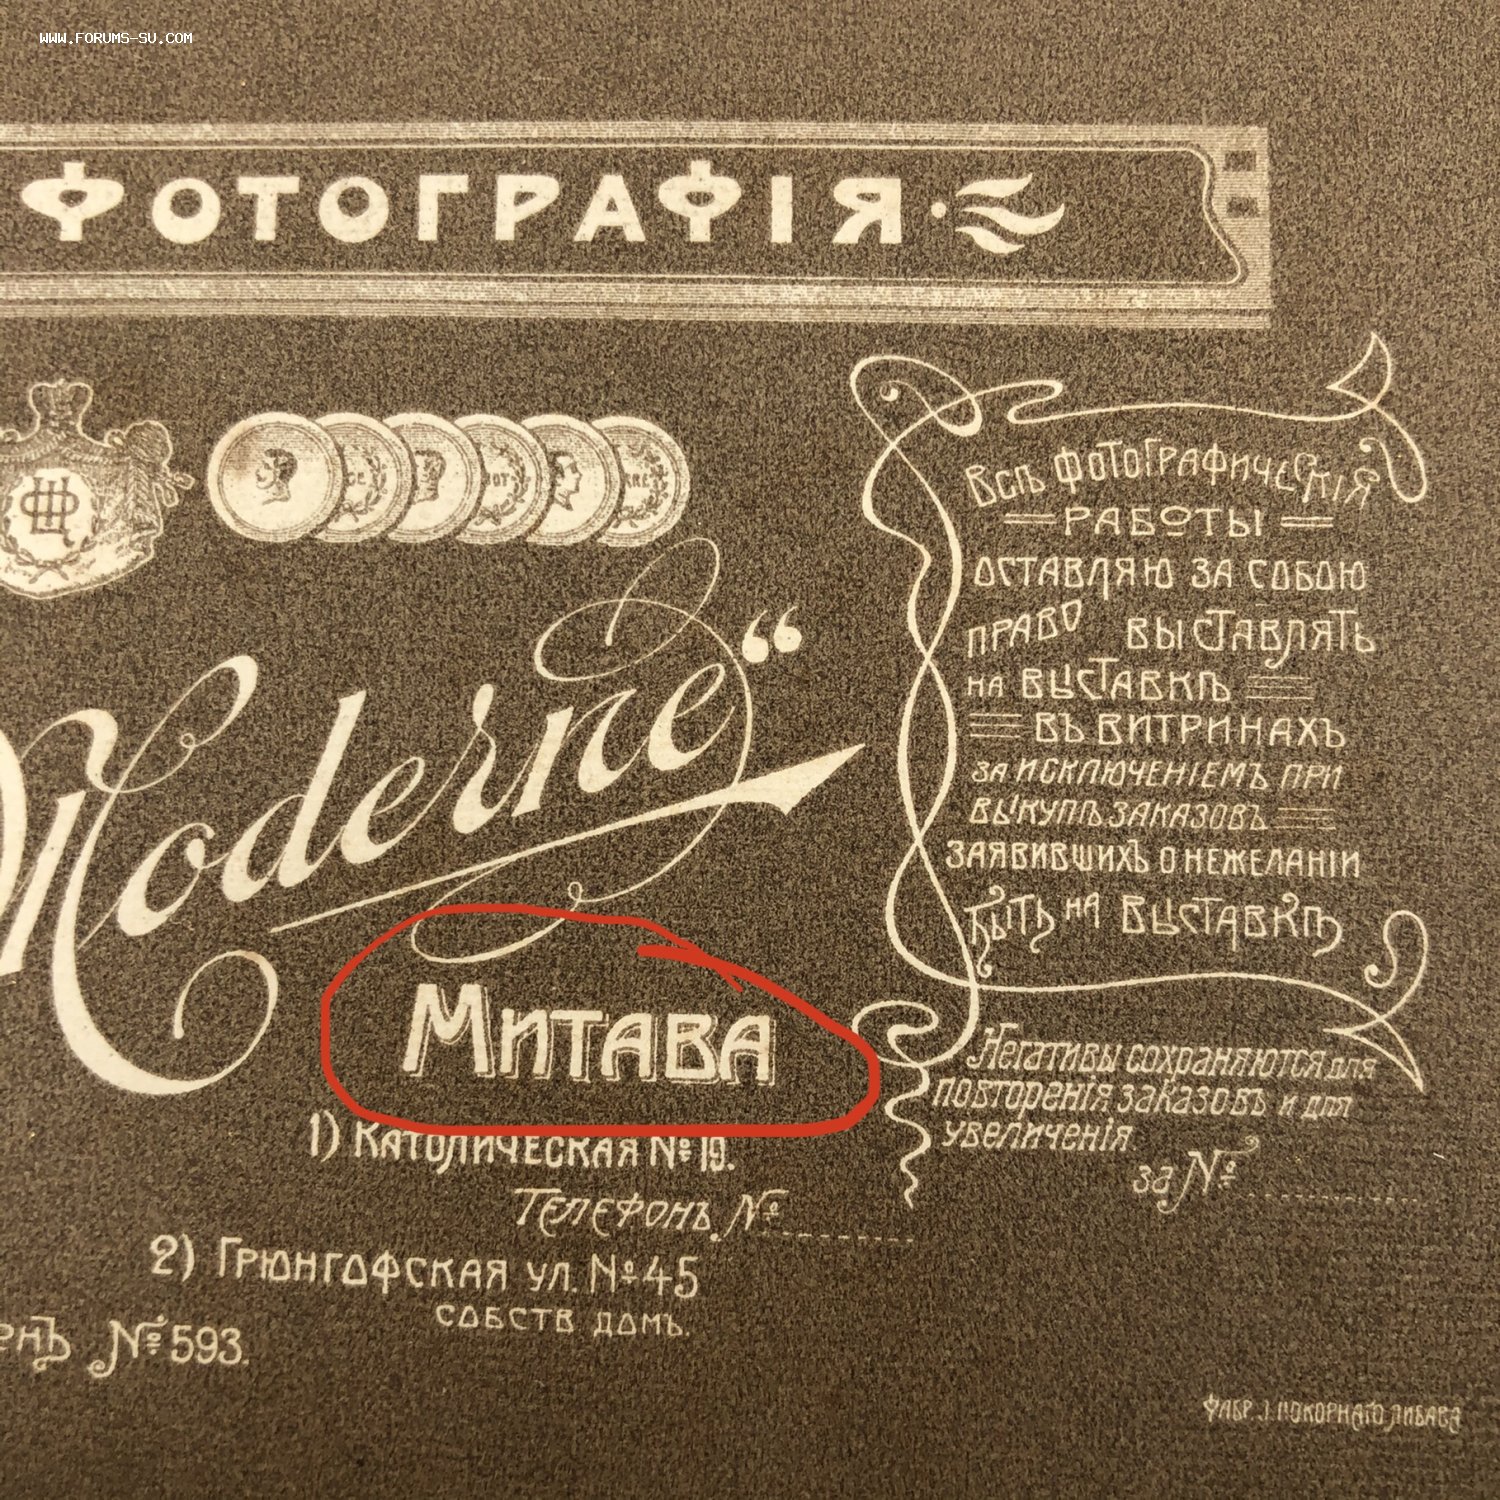 WWW.FORUMS-SU.COM
ФОТОГРАФІЯ
Moderne“
МИТАВА
1) КАТОЛИЧЕСКАЯ № 19.
ТЕЛЕФОНЪ, №
2) ГРЮНГОФСКАЯ УЛ. № 45
СОБСТВ ДОМЪ.
№ 593.
ВСѢ ФОТОГРАФИЧЕСКІЯ
РАБОТЫ
ОСТАВЛЯЮ ЗА СОБОЮ
ПРАВО ВЫСТАВЛЯТЬ
НА ВЫСТАВКѢ
ВЪ ВИТРИНАХЪ
ЗА ИСКЛЮЧЕНІЕМЪ ПРИ
ВЫКУПѢ ЗАКАЗОВЪ
ЗАЯВИВШИХЪ О НЕЖЕЛАНІИ
БЫТЬ НА ВЫСТАВКѢ
Негативы сохраняются для
повторенія заказовъ и для
увеличенія.
за №
ФАБР. І. ПОКОРНАГО ЛИБАВА